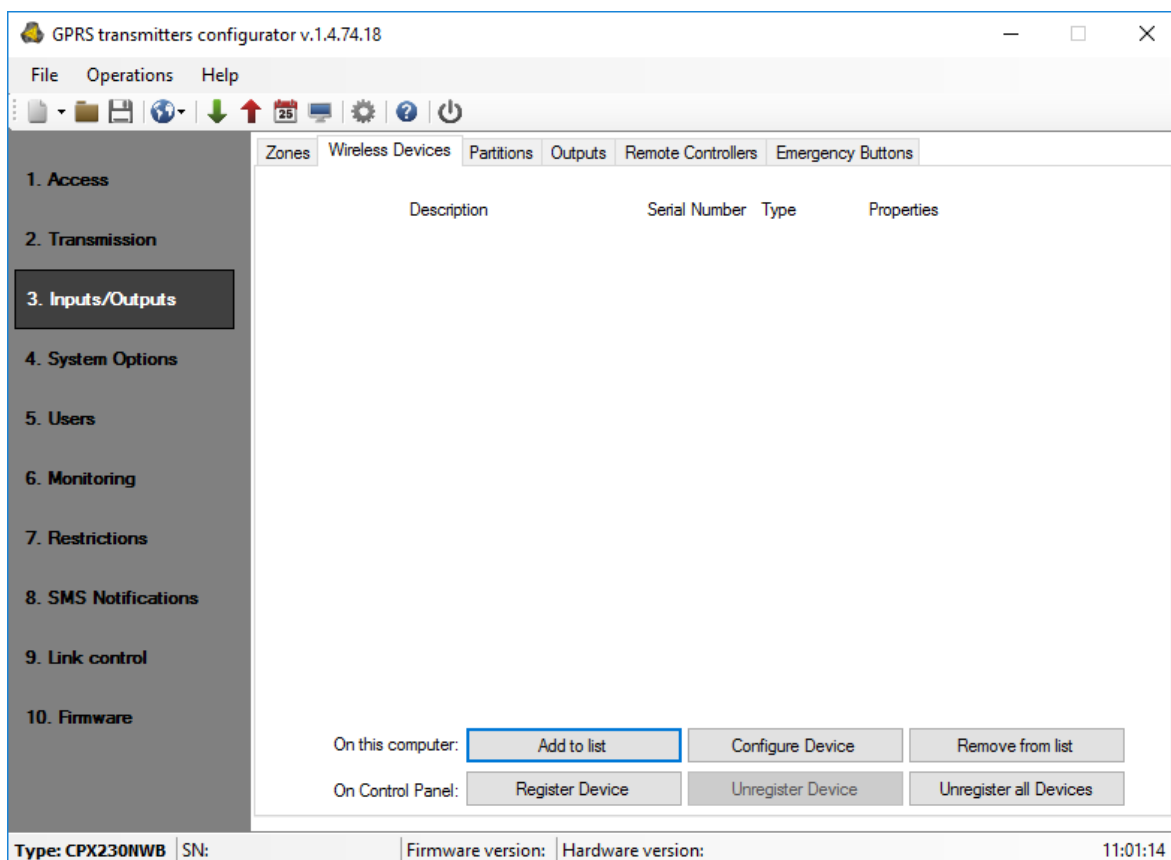 GPRS transmitters configurator v.1.4.74.18
File Operations Help
25 ?
Zones Wireless Devices Partitions Outputs Remote Controllers Emergency Buttons
1. Access
Description Serial Number Type Properties
2. Transmission
3. Inputs/Outputs
4. System Options
5. Users
6. Monitoring
7. Restrictions
8. SMS Notifications
9. Link control
10. Firmware
On this computer: Add to list Configure Device Remove from list
On Control Panel: Register Device Unregister Device Unregister all Devices
Type: CPX230NWB SN: Firmware version: Hardware version: 11:01:14